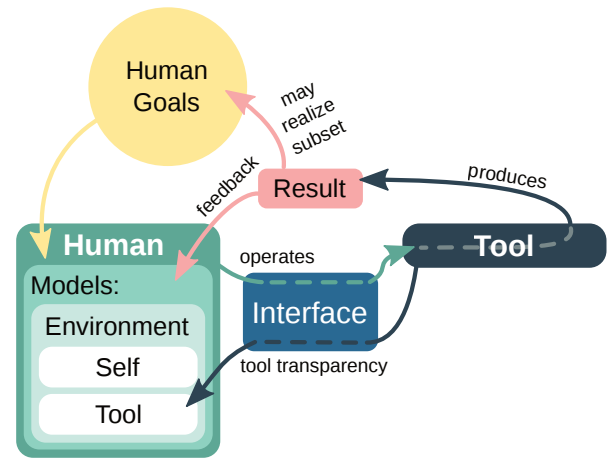 Human
Goals
may
realize
subset
feedback
Result
produces
Human
operates
Tool
Models:
Interface
Environment
Self
tool transparency
Tool